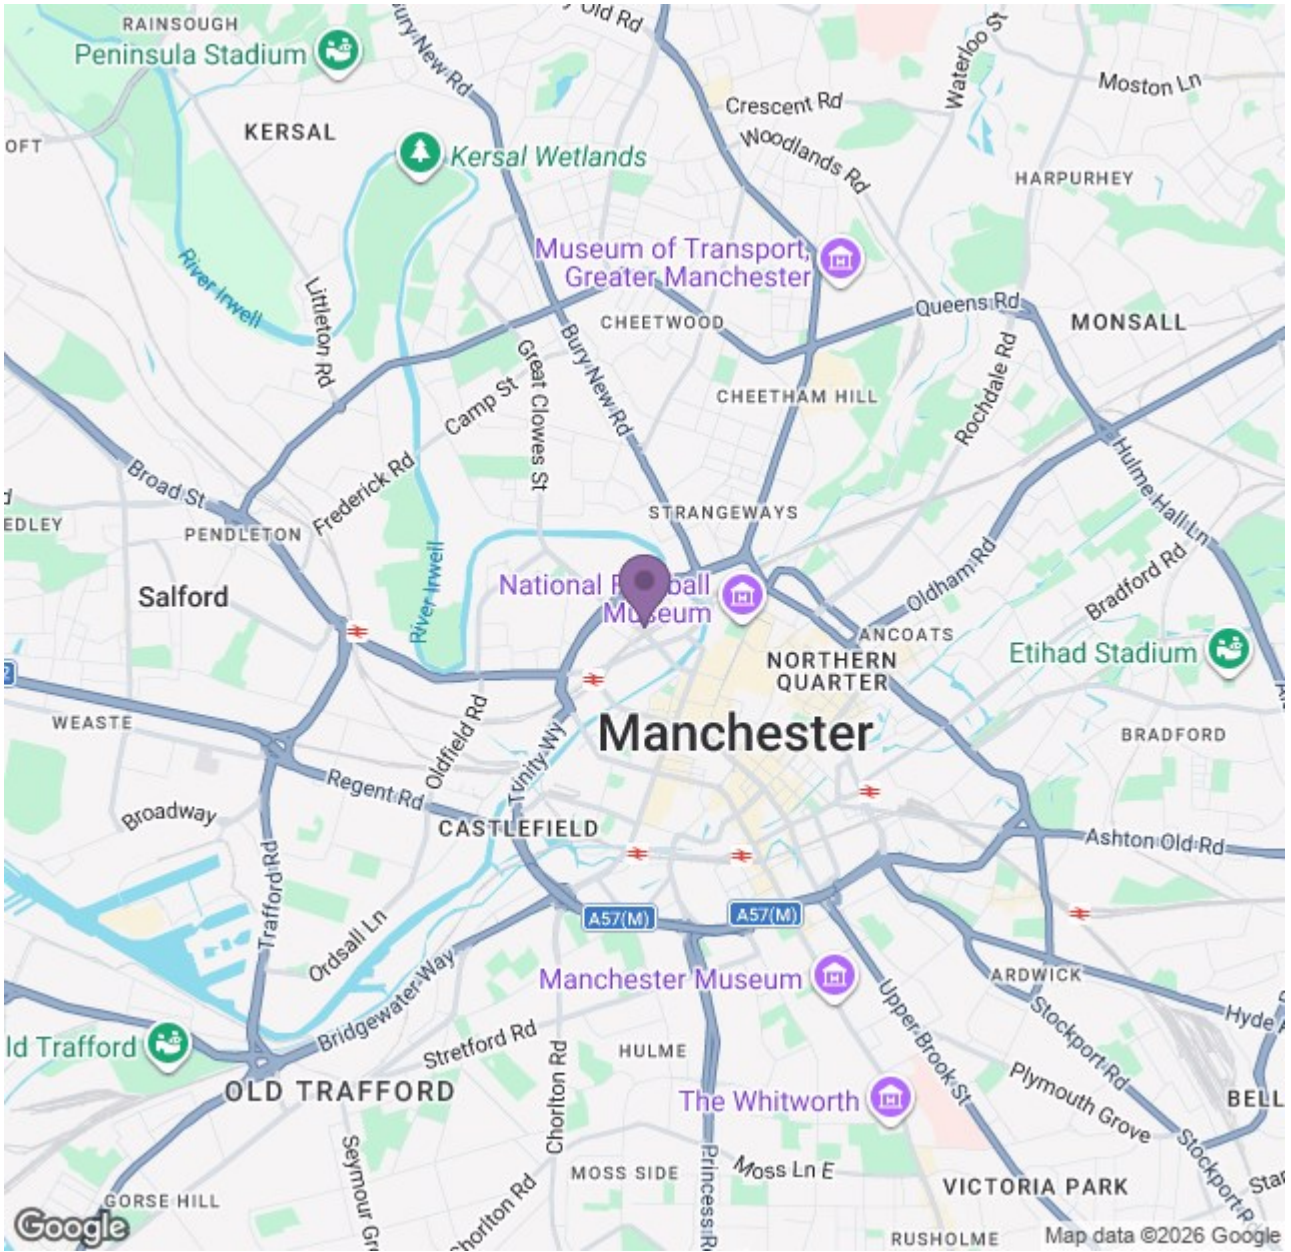 RAINSOUGH
Peninsula Stadium
Bury New Rd
y Old Rd
Waterloo St
Moston Ln
Crescent Rd
Woodlands Rd
KERSAL
OFT
Kersal Wetlands
HARPURHEY
Museum of Transport,
Greater Manchester
River Irwell
Littleton Rd
CHEETWOOD
Queens Rd
MONSALL
Great Clowes St
Bury New Rd
Rochdale Rd
Camp St
CHEETHAM HILL
Hulme Hall Ln
Broad St
Frederick Rd
EDLEY
PENDLETON
STRANGEWAYS
Salford
River Irwell
National Football
Museum
Oldham Rd
Bradford Rd
ANCOATS
Etihad Stadium
NORTHERN
QUARTER
2
WEASTE
Oldfield Rd
Trinity Wy
Manchester
BRADFORD
Regent Rd
Broadway
CASTLEFIELD
Ashton Old Rd
Trafford Rd
Ordsall Ln
A57(M)
A57(M)
Bridgewater Way
Manchester Museum
ARDWICK
Upper Brook St
Stockport Rd
Hyde
ld Trafford
Stretford Rd
HULME
Chorlton Rd
OLD TRAFFORD
The Whitworth
Plymouth Grove
BELL
Princess R
Stockport Rd
Seymour Gr
MOSS SIDE
Moss Ln E
VICTORIA PARK
Star
GORSE HILL
Chorlton Rd
RUSHOLME
Google
Map data ©2026 Google